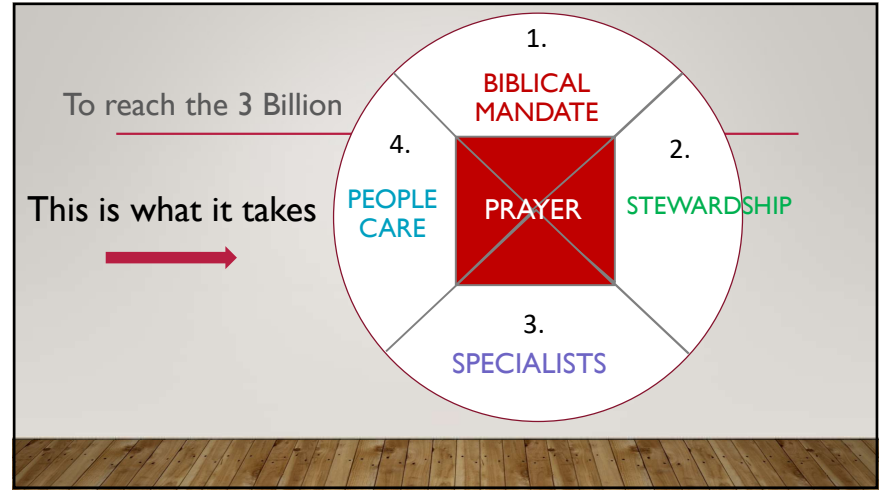 To reach the 3 Billion
This is what it takes
1.
BIBLICAL
MANDATE
2.
STEWARDSHIP
3.
SPECIALISTS
4.
PEOPLE
CARE
PRAYER